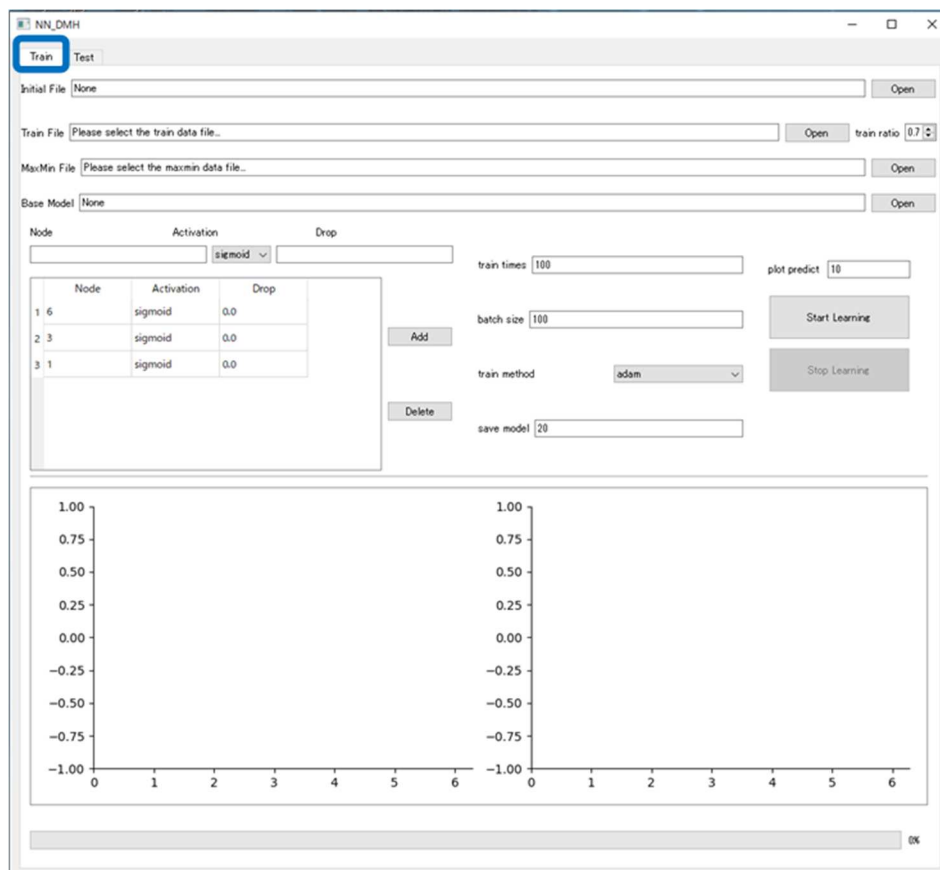 NN_DMH
Train Test
Initial File None Open
Train File Please select the train data file... Open train ratio 0.7
MaxMin File Please select the maxmin data file... Open
Base Model None Open
Node Activation Drop
sigmoid
train times 100
plot predict 10
Node Activation Drop
1 6 sigmoid 0.0
2 3 sigmoid 0.0
3 1 sigmoid 0.0
Add
Delete
batch size 100
train method adam
save model 20
Start Learning
Stop Learning
1.00
0.75
0.50
0.25
0.00
−0.25
−0.50
−0.75
−1.00
0 1 2 3 4 5 6
1.00
0.75
0.50
0.25
0.00
−0.25
−0.50
−0.75
−1.00
0 1 2 3 4 5 6
0%